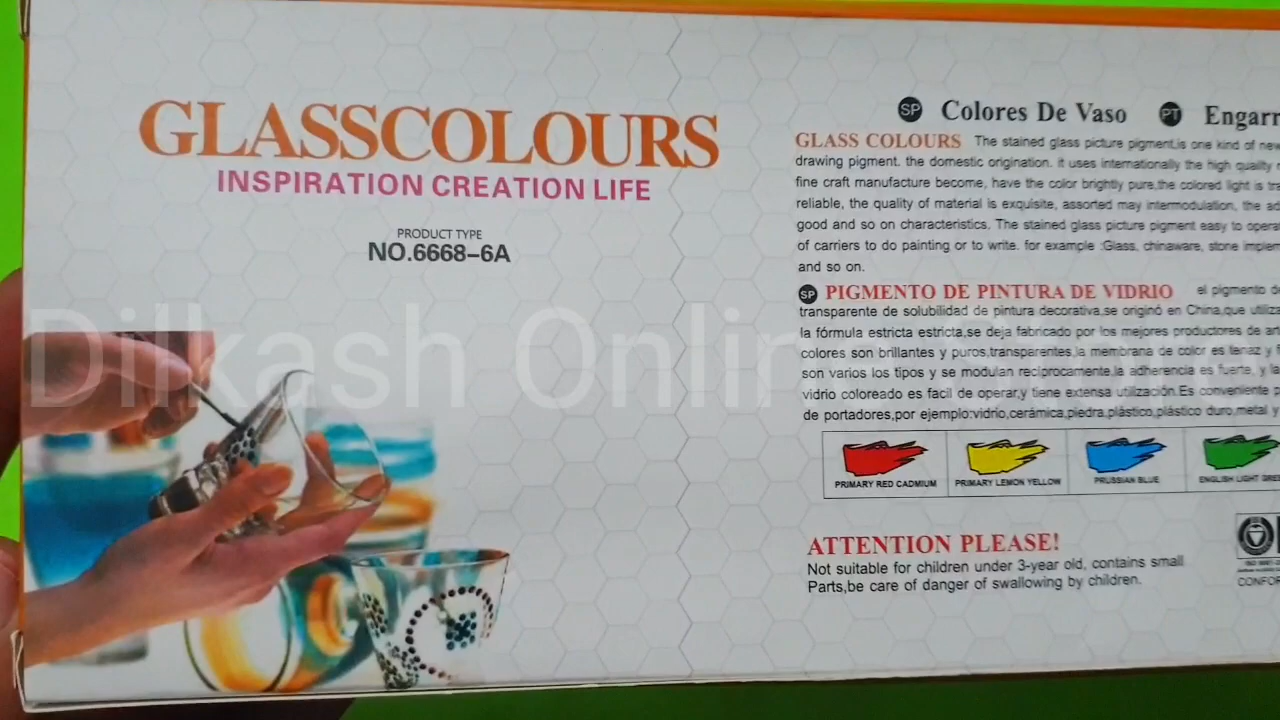 GLASSCOLOURS
INSPIRATION CREATION LIFE
PRODUCT TYPE
NO.6668-6A
Dilkash Onlin
SP Colores De Vaso PT Engarr
GLASS COLOURS The stained glass picture pigment,is one kind of new
drawing pigment. the domestic origination. it uses internationally the high quality
fine craft manufacture become, have the color brightly pure,the colored light is
reliable, the quality of material is exquisite, assorted may intermodulation, the
good and so on characteristics. The stained glass picture pigment easy to
of carriers to do painting or to write. for example :Glass, chinaware, stone
and so on.
SP PIGMENTO DE PINTURA DE VIDRIO el pigmento
transparente de solubilidad de pintura decorativa,se originó en China,que
la fórmula estricta estricta,se deja fabricado por los mejores productores de
colores son brillantes y puros,transparentes,la membrana de color es tenaz y
son varios los tipos y se modulan reciprocamente,la adherencia es fuerte, y la
vidrio coloreado es facil de operar,y tiene extensa utilización.Es conveniente
de portadores,por ejemplo:vidrio,cerámica,piedra,plástico,plástico duro,metal y
PRIMARY RED CADMIUM PRIMARY LEMON YELLOW PRUSSIAN BLUE ENGLISH LIGHT GREE
ATTENTION PLEASE!
Not suitable for children under 3-year old, contains small
Parts,be care of danger of swallowing by children.
CONFOR